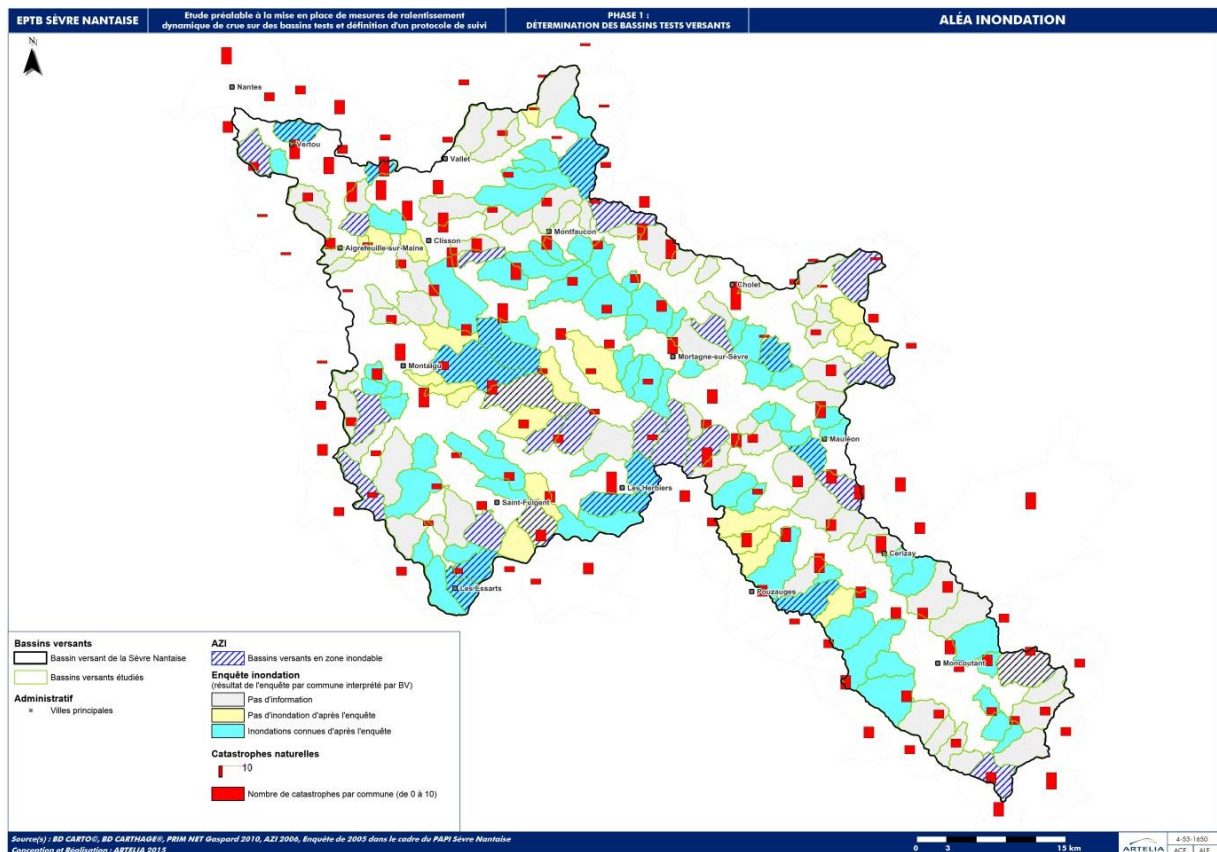 EPTB SÈVRE NANTAISE
Etude préalable à la mise en place de mesures de ralentissement
dynamique de crue sur des bassins tests et définition d'un protocole de suivi
PHASE 1 :
DÉTERMINATION DES BASSINS TESTS VERSANTS
ALÉA INONDATION
N
Nantes
Vertou
Vallet
Montfaucon
Clisson
Aigrefeuille-sur-Maine
Cholet
Mortagne-sur-Sèvre
Montaigu
Mauléon
Les Herbiers
Saint-Fulgent
Cerizay
Les Essarts
Pouzauges
Moncoutant
Bassins versants
Bassin versant de la Sèvre Nantaise
Bassins versants étudiés
Administratif
Villes principales
AZI
Bassins versants en zone inondable
Enquête inondation
(résultat de l'enquête par commune interprété par BV)
Pas d'information
Pas d'inondation d'après l'enquête
Inondations connues d'après l'enquête
Catastrophes naturelles
10
Nombre de catastrophes par commune (de 0 à 10)
Source(s) : BD CARTO©, BD CARTHAGE®, PRIM NET Gaspard 2010, AZI 2006, Enquête de 2005 dans le cadre du PAPI Sèvre Nantaise
Conception et Réalisation : ARTELIA 2015
0 3 15 km
ARTELIA
4-53-1650
ACF ALF